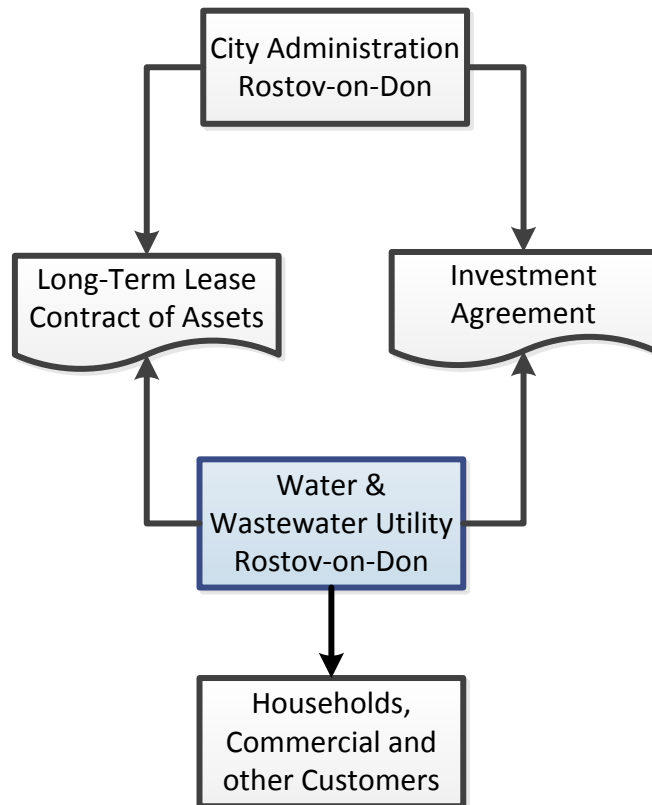 City Administration
Rostov-on-Don
Long-Term Lease
Contract of Assets
Investment
Agreement
Water &
Wastewater Utility
Rostov-on-Don
Households,
Commercial and
other Customers